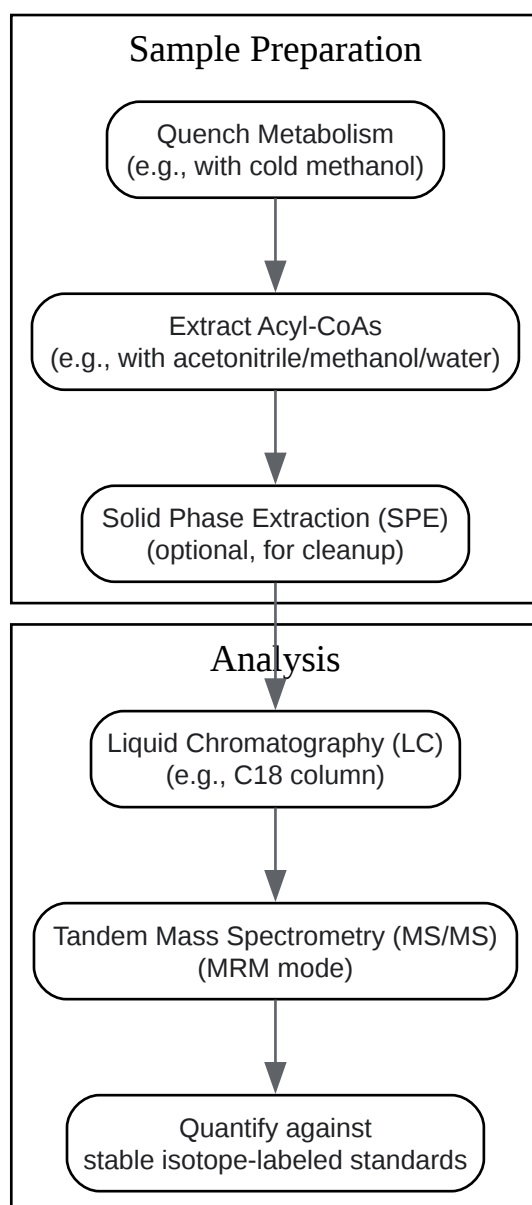 Sample Preparation
Quench Metabolism
(e.g., with cold methanol)
Extract Acyl-CoAs
(e.g., with acetonitrile/methanol/water)
Solid Phase Extraction (SPE)
(optional, for cleanup)
Analysis
Liquid Chromatography (LC)
(e.g., C18 column)
Tandem Mass Spectrometry (MS/MS)
(MRM mode)
Quantify against
stable isotope-labeled standards